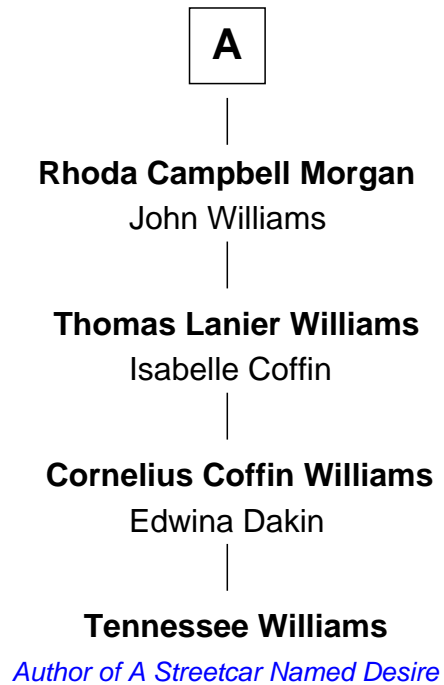 A
Rhoda Campbell Morgan
John Williams
Thomas Lanier Williams
Isabelle Coffin
Cornelius Coffin Williams
Edwina Dakin
Tennessee Williams
Author of A Streetcar Named Desire